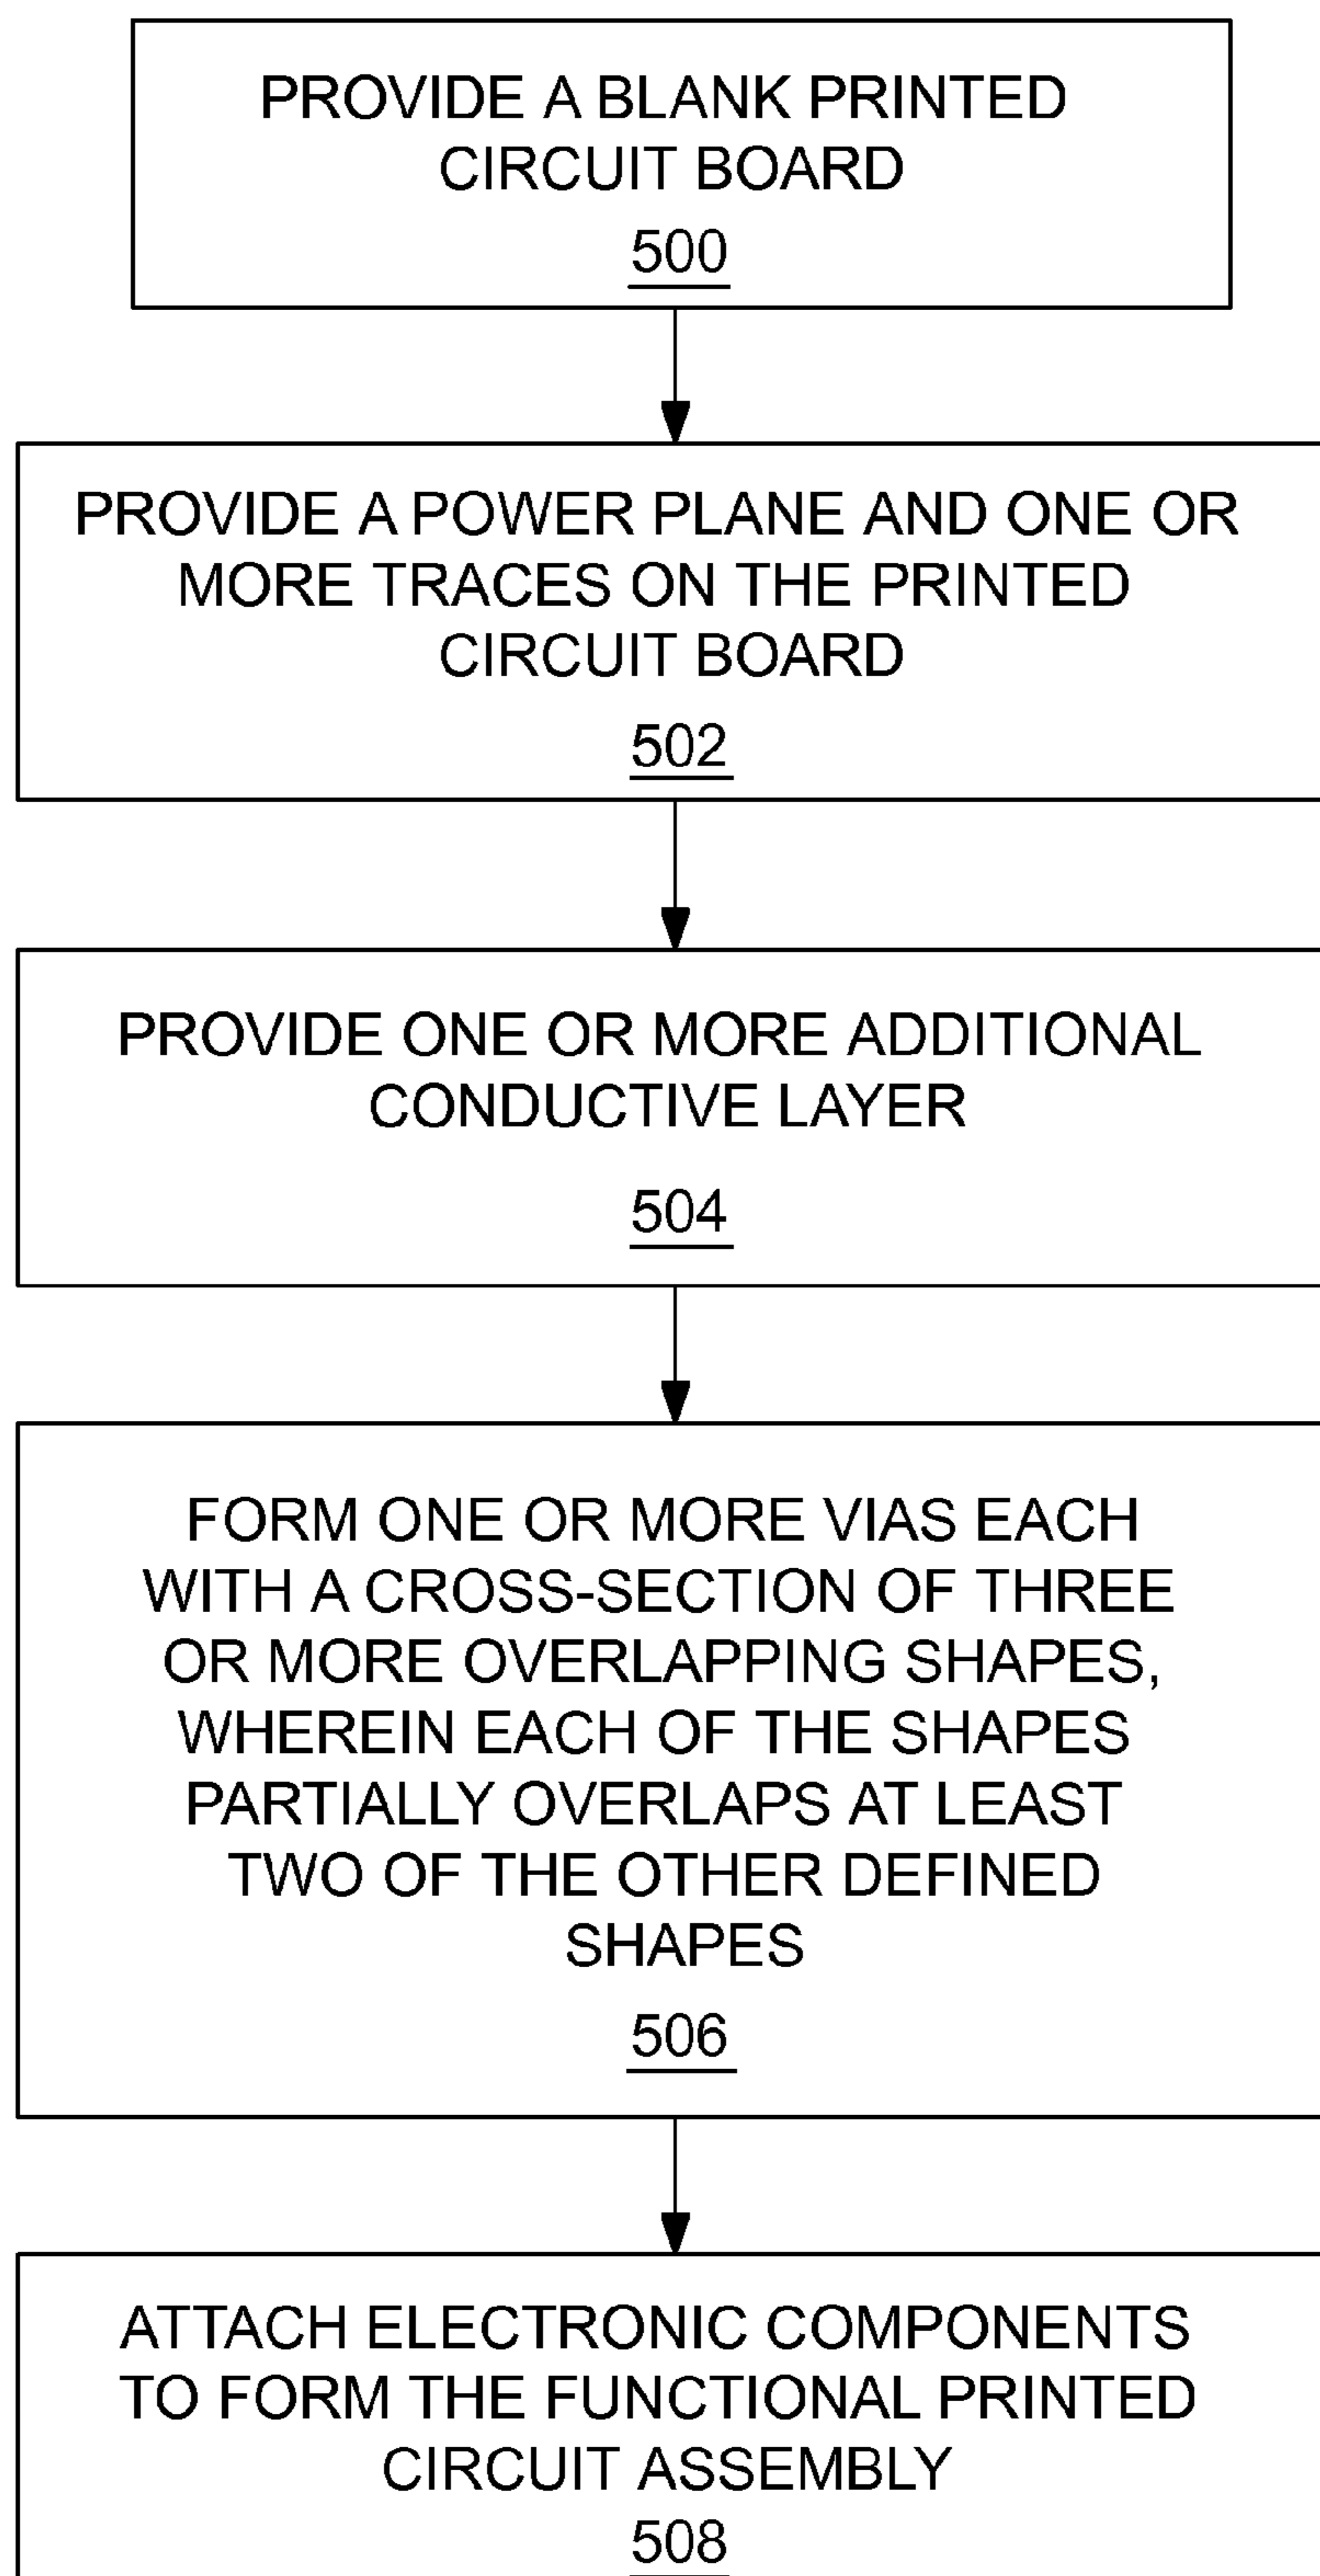 PROVIDE A BLANK PRINTED
CIRCUIT BOARD
500
PROVIDE A POWER PLANE AND ONE OR
MORE TRACES ON THE PRINTED
CIRCUIT BOARD
502
PROVIDE ONE OR MORE ADDITIONAL
CONDUCTIVE LAYER
504
FORM ONE OR MORE VIAS EACH
WITH A CROSS-SECTION OF THREE
OR MORE OVERLAPPING SHAPES,
WHEREIN EACH OF THE SHAPES
PARTIALLY OVERLAPS AT LEAST
TWO OF THE OTHER DEFINED
SHAPES
506
ATTACH ELECTRONIC COMPONENTS
TO FORM THE FUNCTIONAL PRINTED
CIRCUIT ASSEMBLY
508